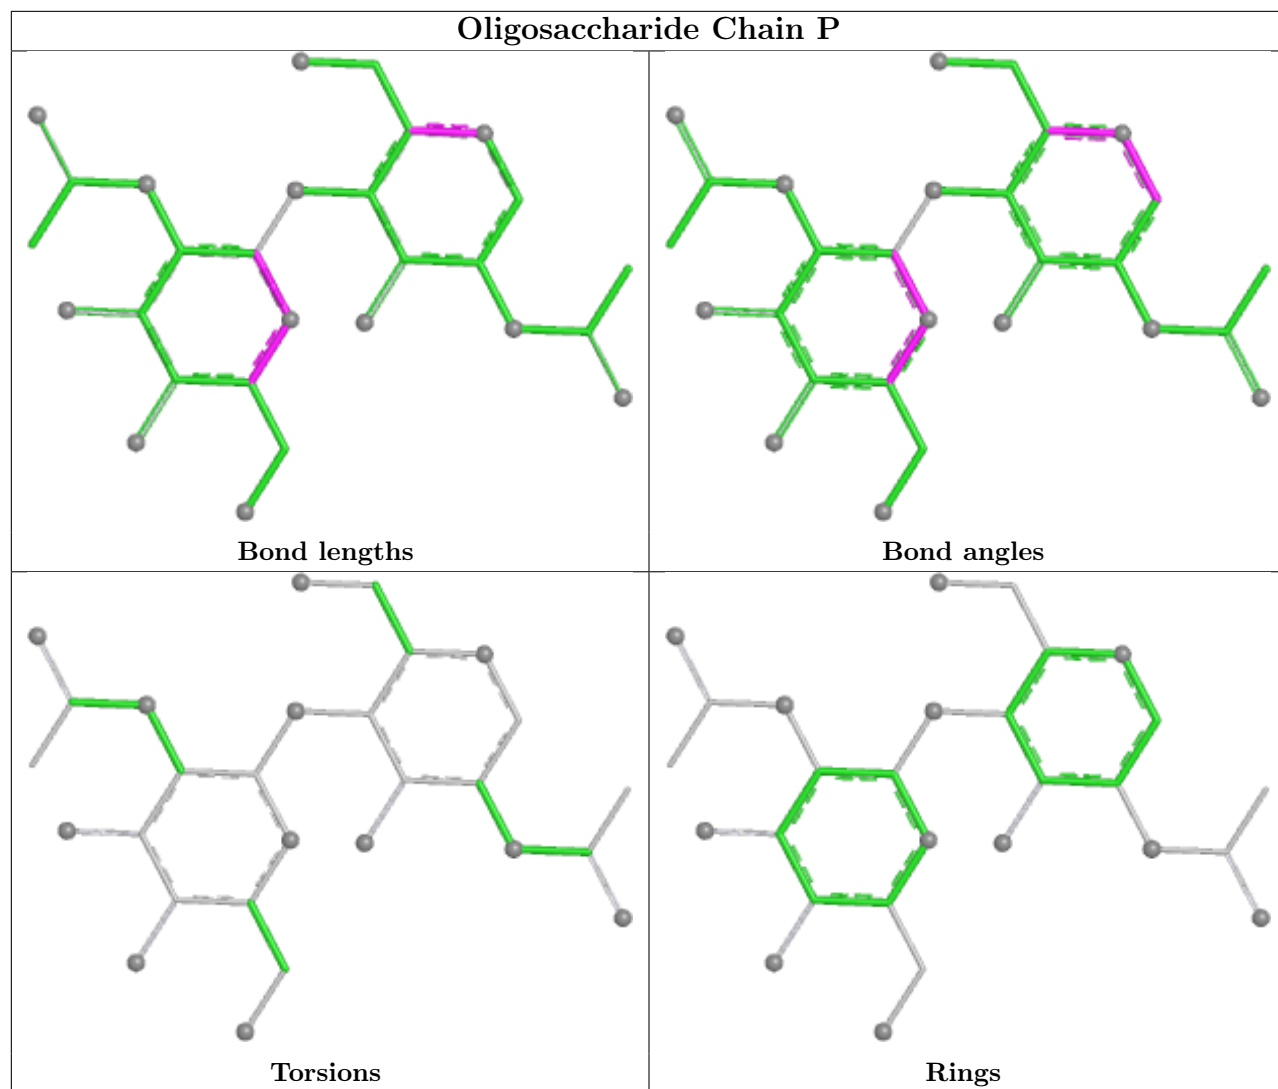 Oligosaccharide Chain P
Bond lengths
Bond angles
Torsions
Rings